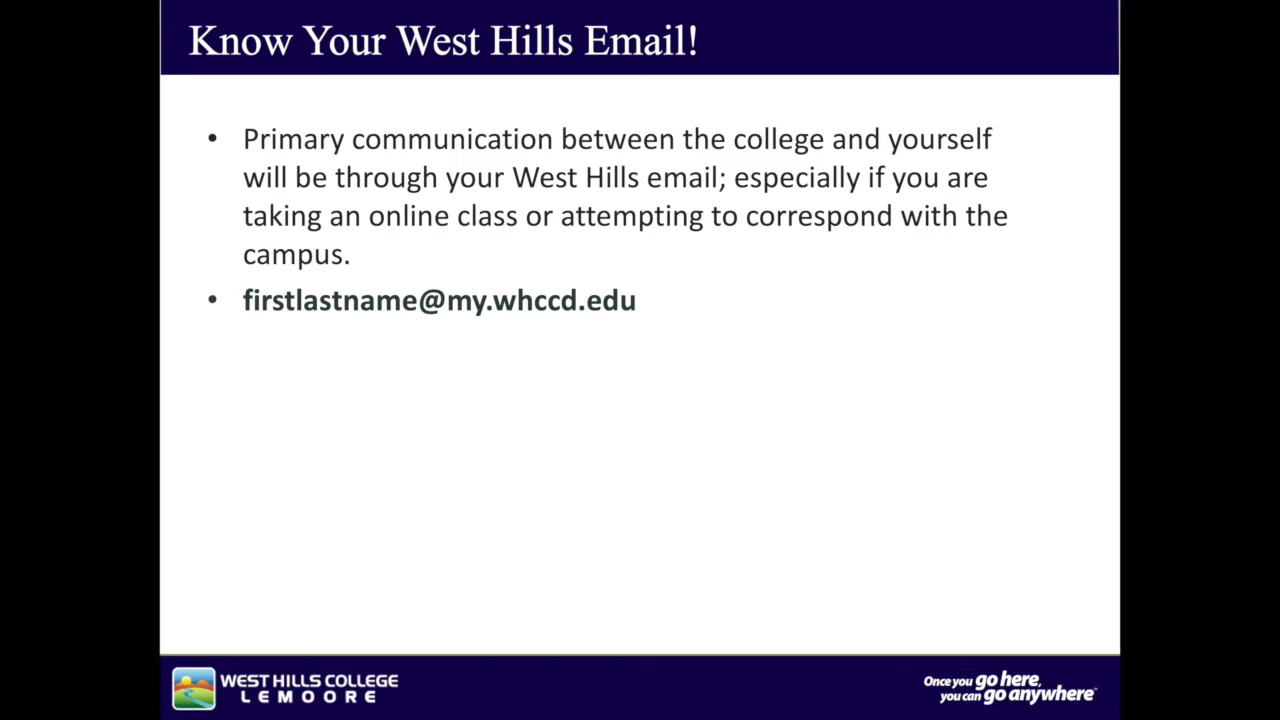 Know Your West Hills Email!
• Primary communication between the college and yourself
will be through your West Hills email; especially if you are
taking an online class or attempting to correspond with the
campus.
• firstlastname@my.whccd.edu
WEST HILLS COLLEGE
LEMOORE
Once you go here,
you can go anywhere™